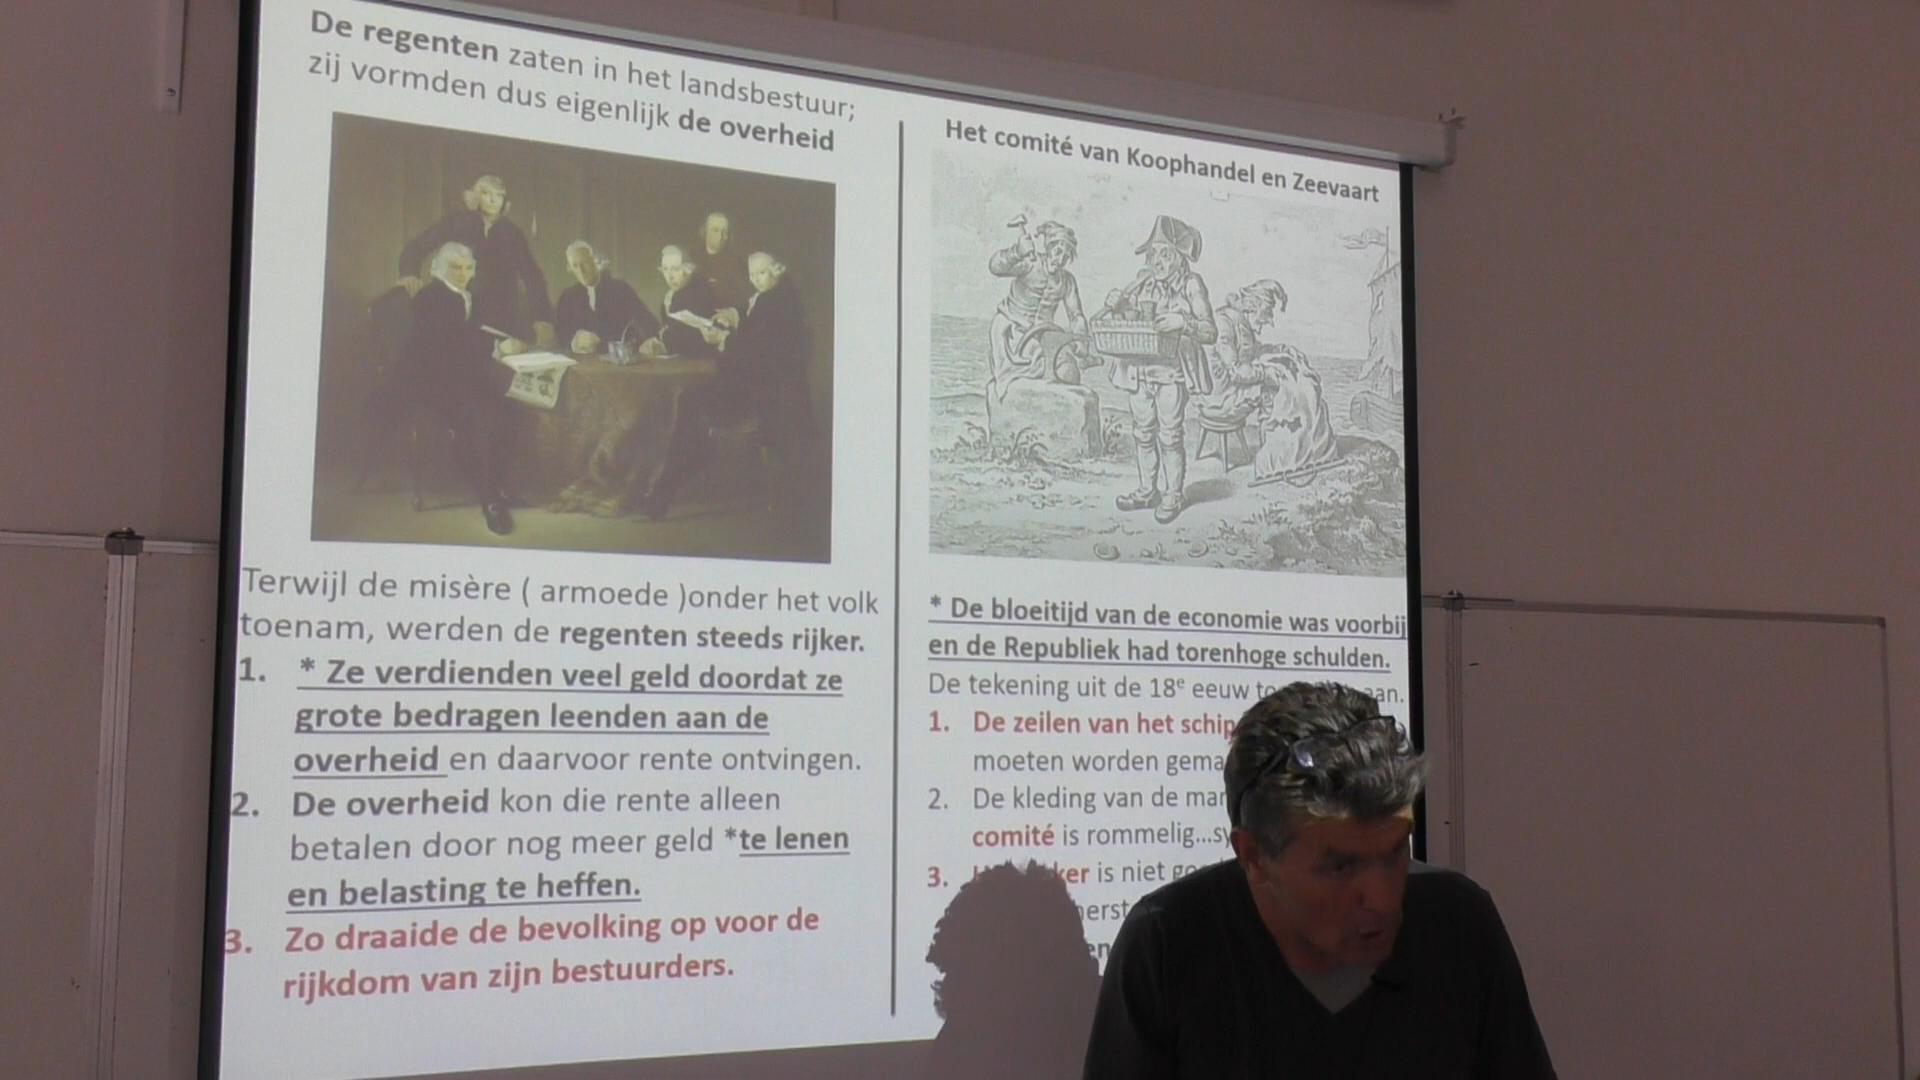 De regenten zaten in het landsbestuur;
zij vormden dus eigenlijk de overheid
Terwijl de misère ( armoede )onder het volk
toenam, werden de regenten steeds rijker.
1. * Ze verdienden veel geld doordat ze
grote bedragen leenden aan de
overheid en daarvoor rente ontvingen.
2. De overheid kon die rente alleen
betalen door nog meer geld *te lenen
en belasting te heffen.
3. Zo draaide de bevolking op voor de
rijkdom van zijn bestuurders.
Het comité van Koophandel en Zeevaart
* De bloeitijd van de economie was voorbij
en de Republiek had torenhoge schulden.
De tekening uit de 18e eeuw
1. De zeilen van het schip
moeten worden
2. De kleding van de
comité is rommelig...
3. is niet